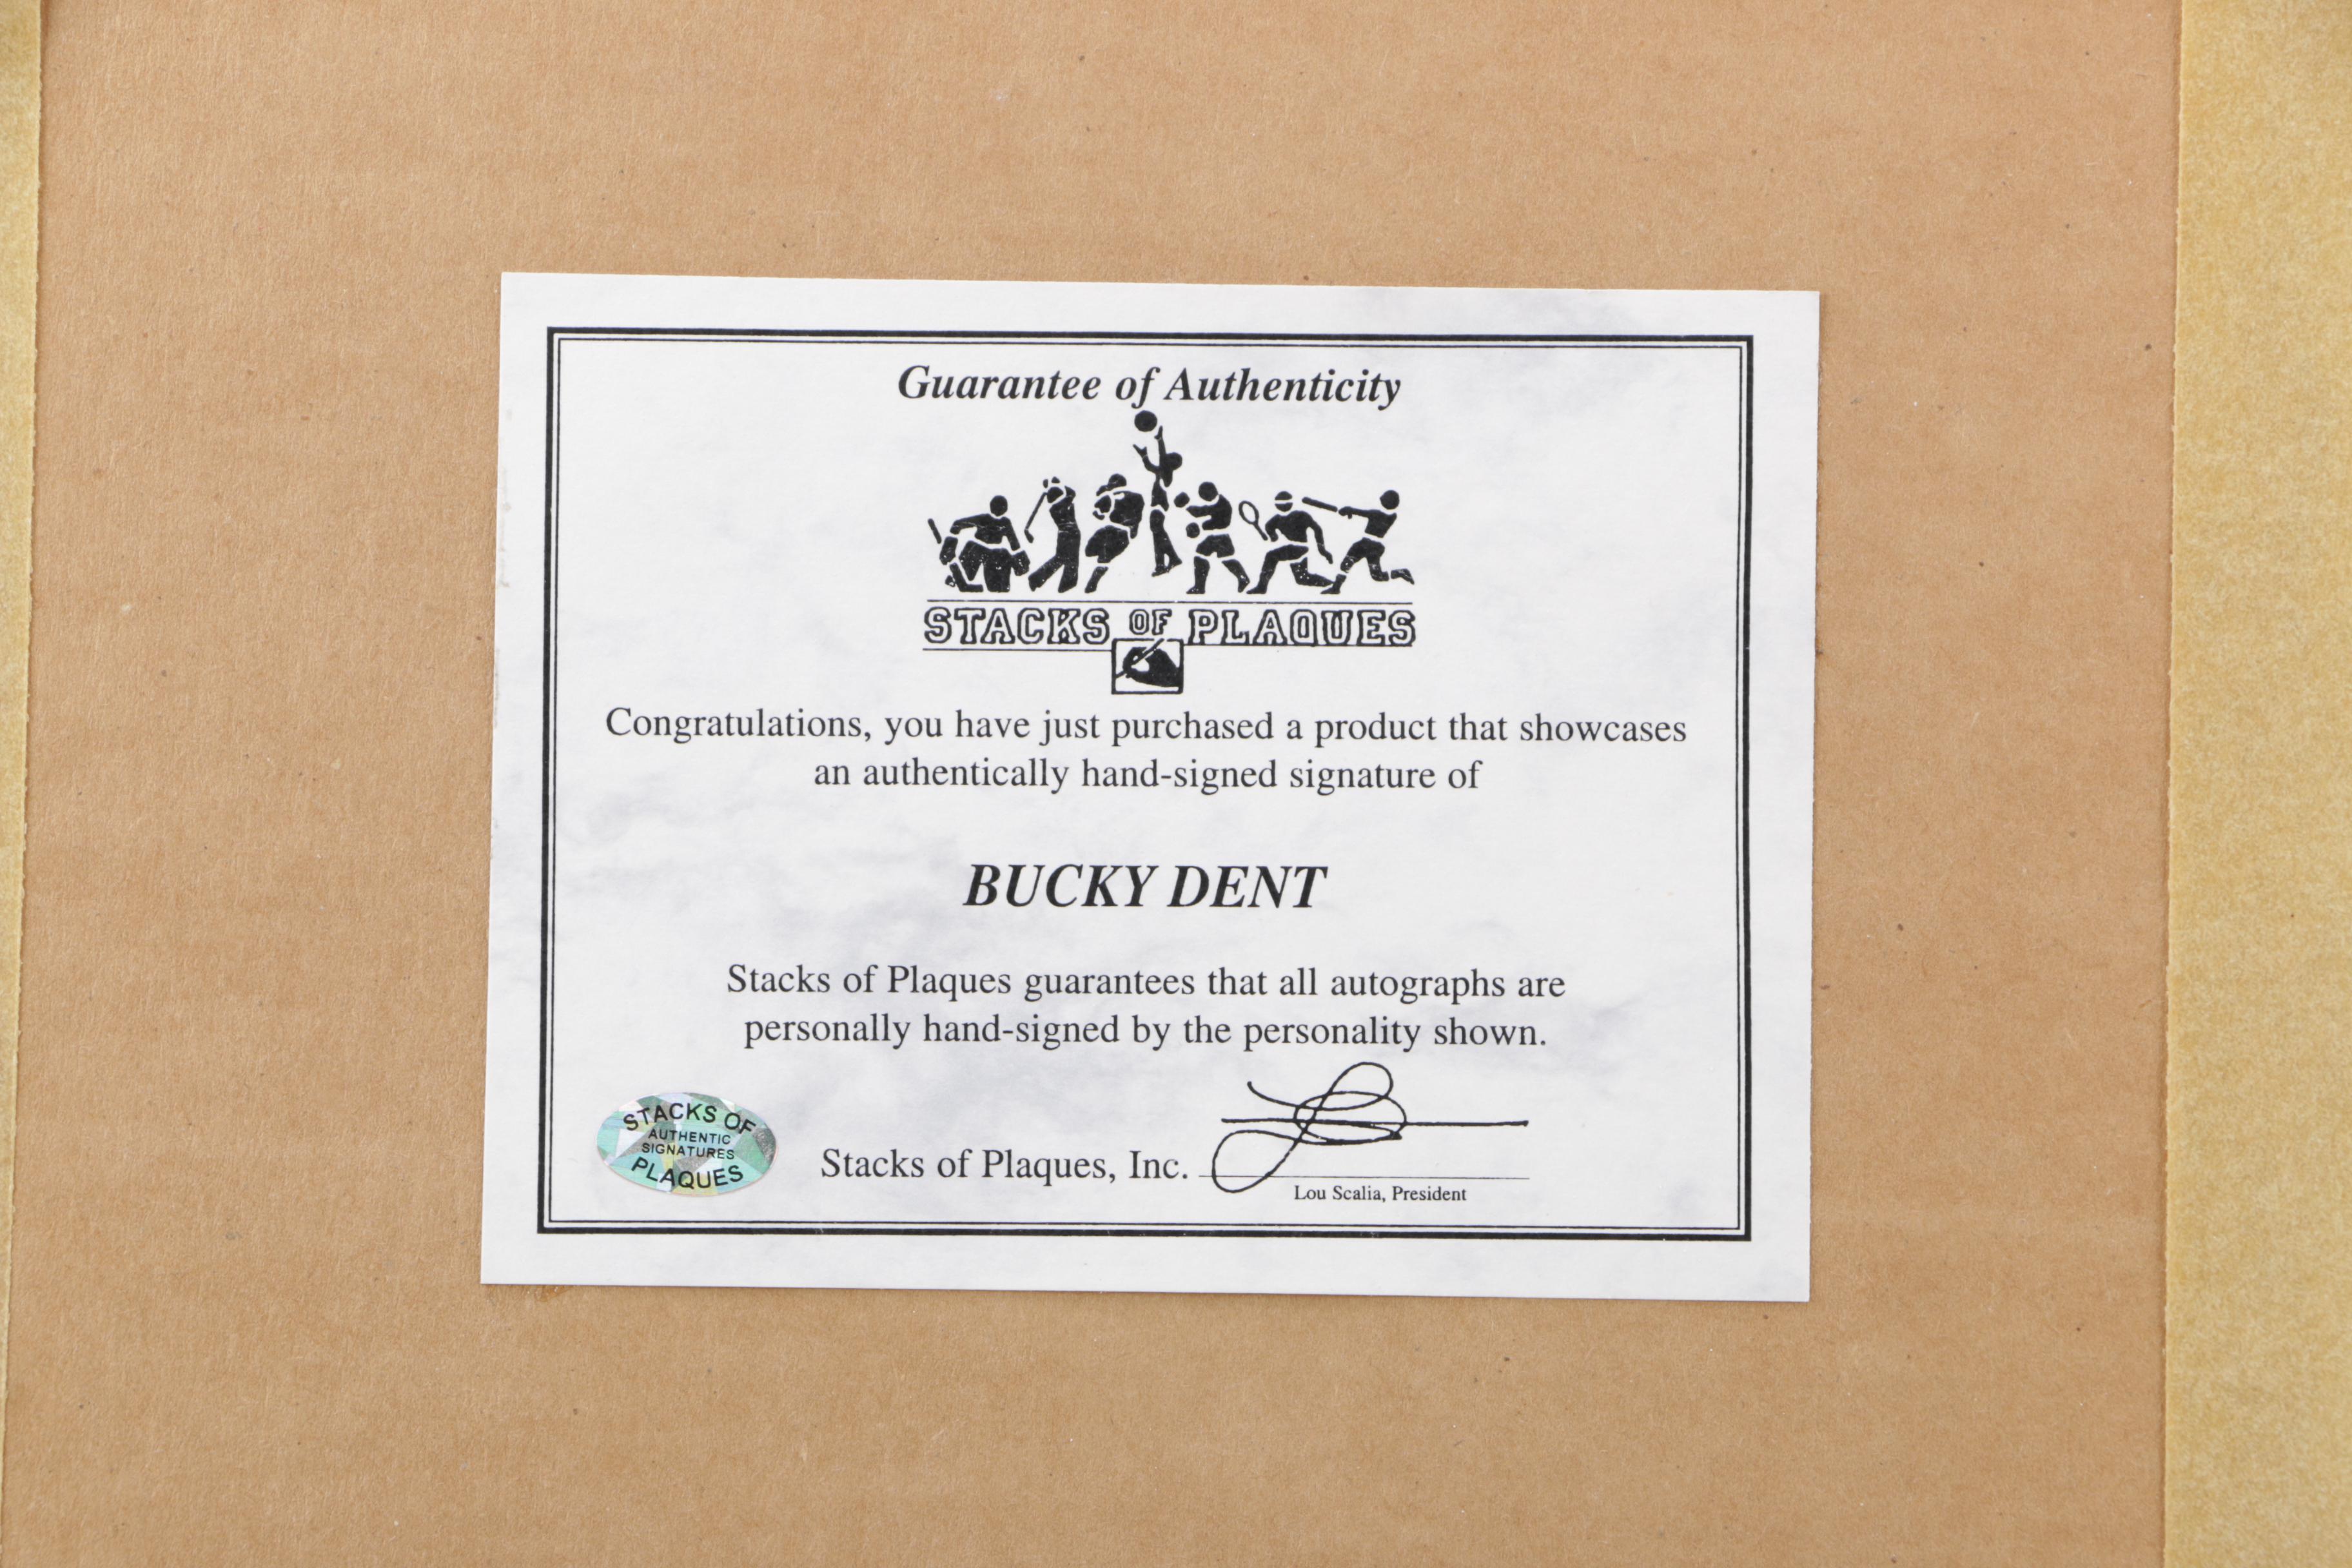 Guarantee of Authenticity
STACKS OF PLAQUES
Congratulations, you have just purchased a product that showcases
an authentically hand-signed signature of
BUCKY DENT
Stacks of Plaques guarantees that all autographs are
personally hand-signed by the personality shown.
STACKS OF
AUTHENTIC
SIGNATURES
PLAQUES
Stacks of Plaques, Inc.
Lou Scalia, President